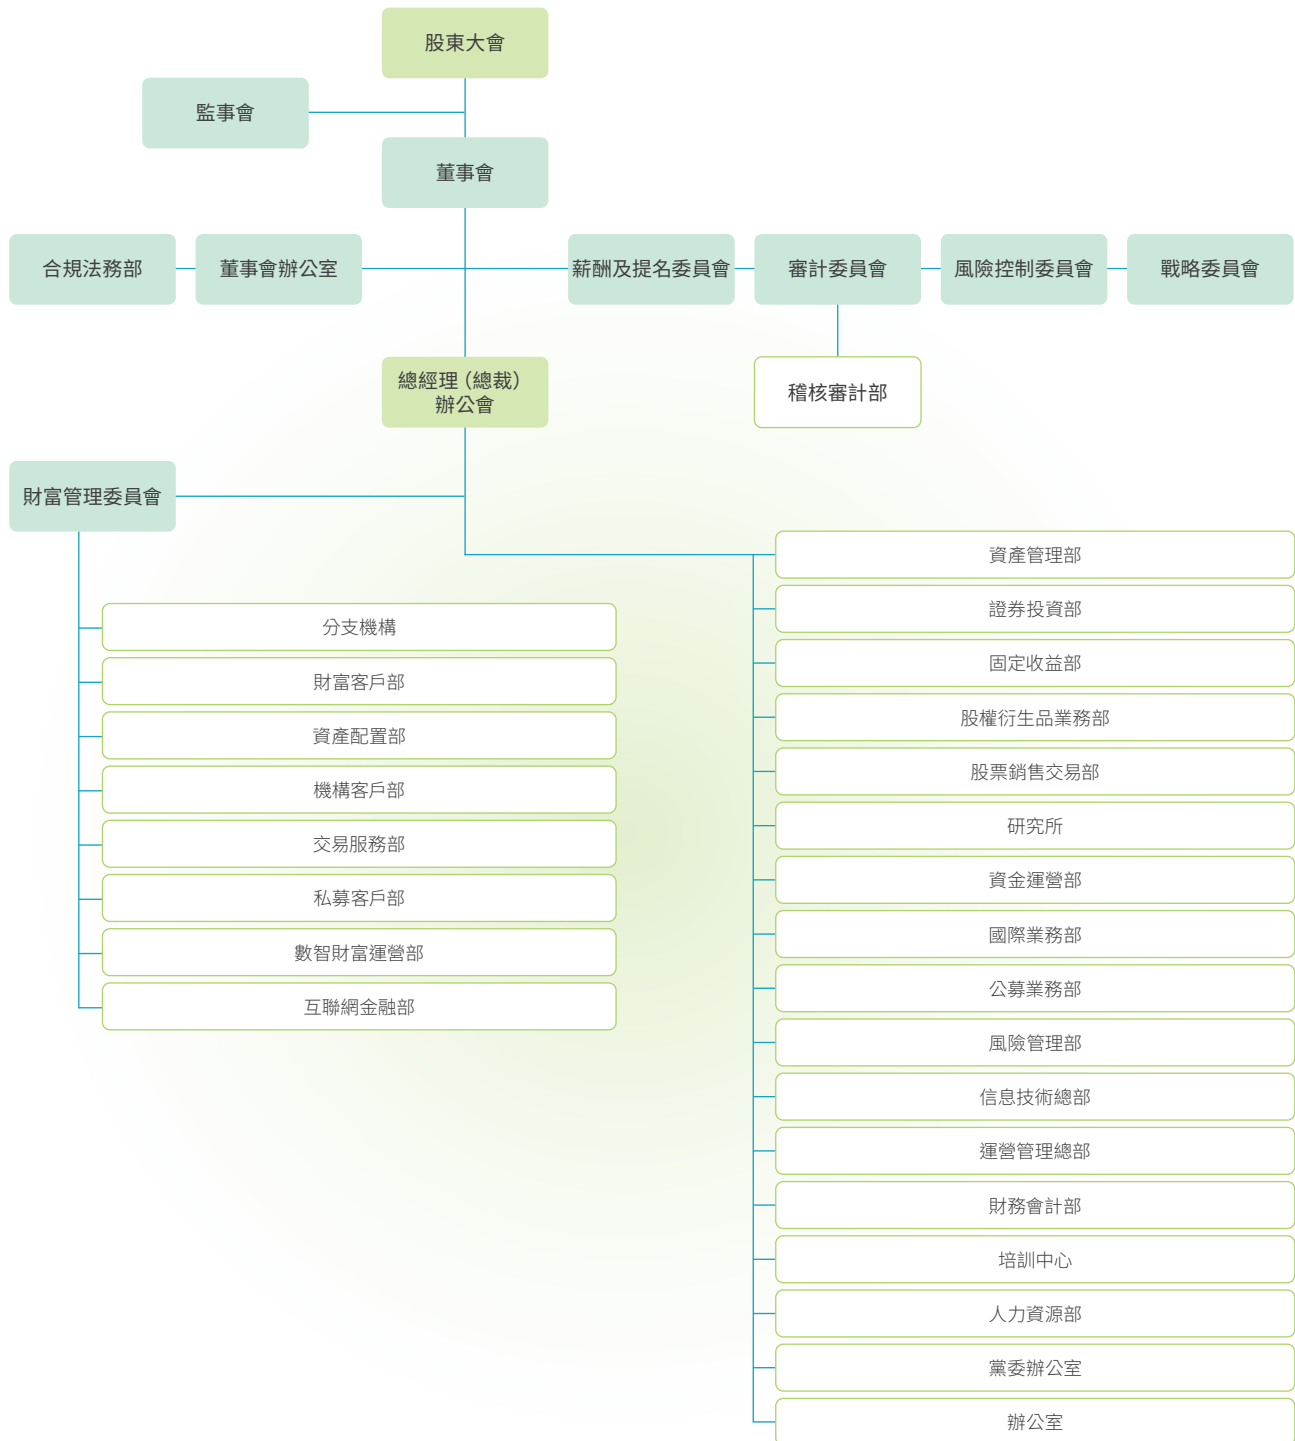 股東大會
監事會
董事會
合規法務部
董事會辦公室
薪酬及提名委員會
審計委員會
風險控制委員會
戰略委員會
總經理（總裁）
辦公會
稽核審計部
財富管理委員會
分支機構
財富客戶部
資產配置部
機構客戶部
交易服務部
私募客戶部
數智財富運營部
互聯網金融部
資產管理部
證券投資部
固定收益部
股權衍生品業務部
股票銷售交易部
研究所
資金運營部
國際業務部
公募業務部
風險管理部
信息技術總部
運營管理總部
財務會計部
培訓中心
人力資源部
黨委辦公室
辦公室